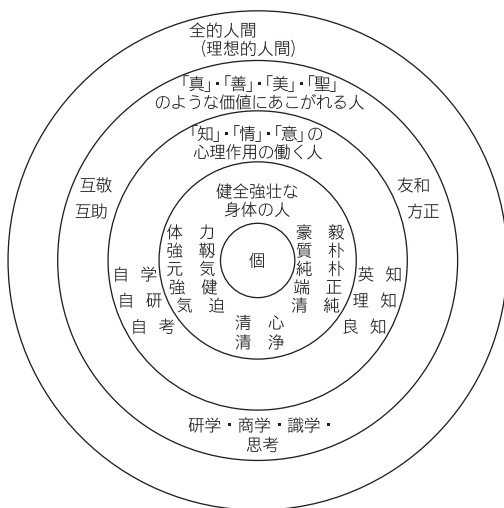 全的人間
（理想的人間）
「真」・「善」・「美」・「聖」
のような価値にあこがれる人
「知」・「情」・「意」の
心理作用の働く人
互敬
互助
友和
方正
健全強壮な
身体の人
体力
強靱
元気
強健
気迫
個
豪毅
質朴
純朴
端正
清純
自学
自研
自考
英知
理知
良知
清心
清浄
研学・商学・識学・
思考